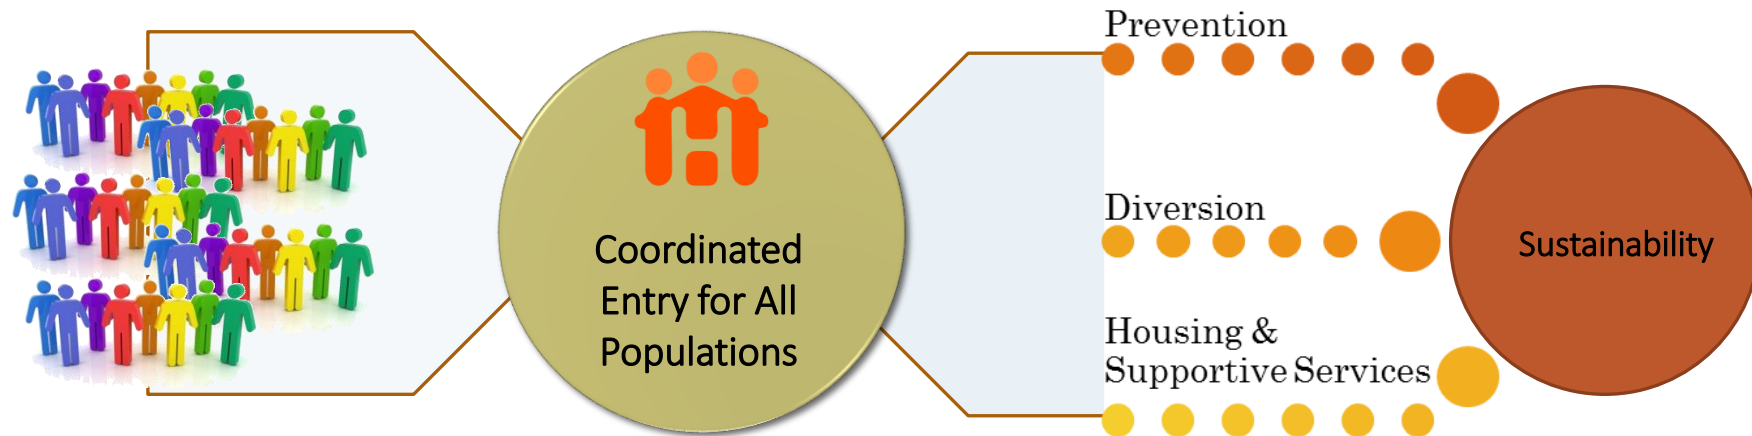 Coordinated
Entry for All
Populations
Prevention
Diversion
Housing &
Supportive Services
Sustainability